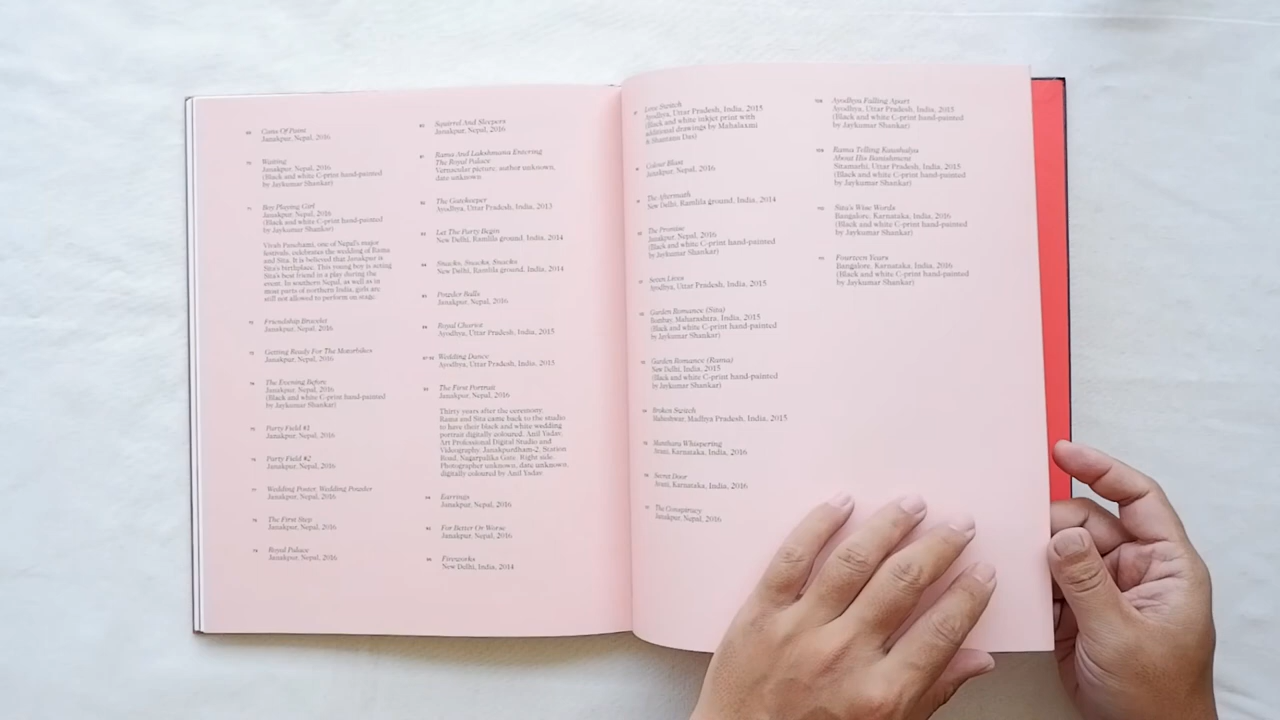 Game Of Pains
Janakpur, Nepal, 2016
Waiting
Janakpur, Nepal, 2016
(Black and white C-print hand-painted
by Jaykumar Shankar)
Boy Playing Girl
Janakpur, Nepal, 2016
(Black and white C-print hand-painted
by Jaykumar Shankar)
Vivah Panchami, one of Nepal's major
festivals, celebrates the wedding of Rama
and Sita. It is believed that Janakpur is
Sita's birthplace. This young boy is acting
Sita's best friend in a play during the
event. In southern Nepal, as well as in
most parts of northern India, girls are
still not allowed to perform on stage.
Friendship Bracelet
Janakpur, Nepal, 2016
Getting Ready For The Motorbikes
Janakpur, Nepal, 2016
The Evening Before
Janakpur, Nepal, 2016
(Black and white C-print hand-painted
by Jaykumar Shankar)
Party Field #1
Janakpur, Nepal, 2016
Party Field #2
Janakpur, Nepal, 2016
Wedding Poster, Wedding Powder
Janakpur, Nepal, 2016
The First Step
Janakpur, Nepal, 2016
Royal Palace
Janakpur, Nepal, 2016
Squirrel And Sleepers
Janakpur, Nepal, 2016
Rama And Lakshmana Entering
The Royal Palace
Vernacular picture, author unknown,
date unknown
The Gatekeeper
Ayodhya, Uttar Pradesh, 2013
Let The Party Begin
New Delhi, Ramlila ground, India, 2014
Snacks, Snacks, Snacks
New Delhi, Ramlila ground, India, 2014
Powder Balls
Janakpur, Nepal, 2016
Royal Chariot
Ayodhya, Uttar Pradesh, India, 2015
Wedding Dance
Ayodhya, Uttar Pradesh, India, 2015
The First Portrait
Janakpur, Nepal, 2016
Thirty years after the ceremony,
Rama and Sita came back to the studio
to have their black and white wedding
portrait digitally coloured. Anil Yadav,
Art Professional Digital Studio and
Videography. Janakpurdham-2, Station
Road, Nagarpalika Gate. Right side.
Photographer unknown, date unknown,
digitally coloured by Anil Yadav
Earrings
Janakpur, Nepal, 2016
For Better Or Worse
Janakpur, Nepal, 2016
Fireworks
New Delhi, India, 2014
Love Switch
Ayodhya, Uttar Pradesh, India, 2015
(Black and white inkjet print with
additional drawings by Mahalaxmi
& Shantanu Das)
Colour Blast
Janakpur, Nepal, 2016
The Aftermath
New Delhi, Ramlila ground, India, 2014
The Promise
Janakpur, Nepal, 2016
(Black and white C-print hand-painted
by Jaykumar Shankar)
Seven Lives
Ayodhya, Uttar Pradesh, India, 2015
Garden Romance (Sita)
Bombay, Maharashtra, India, 2015
(Black and white C-print hand-painted
by Jaykumar Shankar)
Garden Romance (Rama)
New Delhi, India, 2015
(Black and white C-print hand-painted
by Jaykumar Shankar)
Broken Switch
Maheshwar, Madhya Pradesh, India, 2015
Manthara Whispering
Avani, Karnataka, India, 2016
Secret Door
Avani, Karnataka, India, 2016
The Conspiracy
Janakpur, Nepal, 2016
Ayodhya Falling Apart
Ayodhya, Uttar Pradesh, India, 2015
(Black and white C-print hand-painted
by Jaykumar Shankar)
Rama Telling Kaushalya
About His Banishment
Sitamarhi, Uttar Pradesh, India, 2015
(Black and white C-print hand-painted
by Jaykumar Shankar)
Sita's Wise Words
Bangalore, Karnataka, India, 2016
(Black and white C-print hand-painted
by Jaykumar Shankar)
Fourteen Years
Bangalore, Karnataka, India, 2016
(Black and white C-print hand-painted
by Jaykumar Shankar)